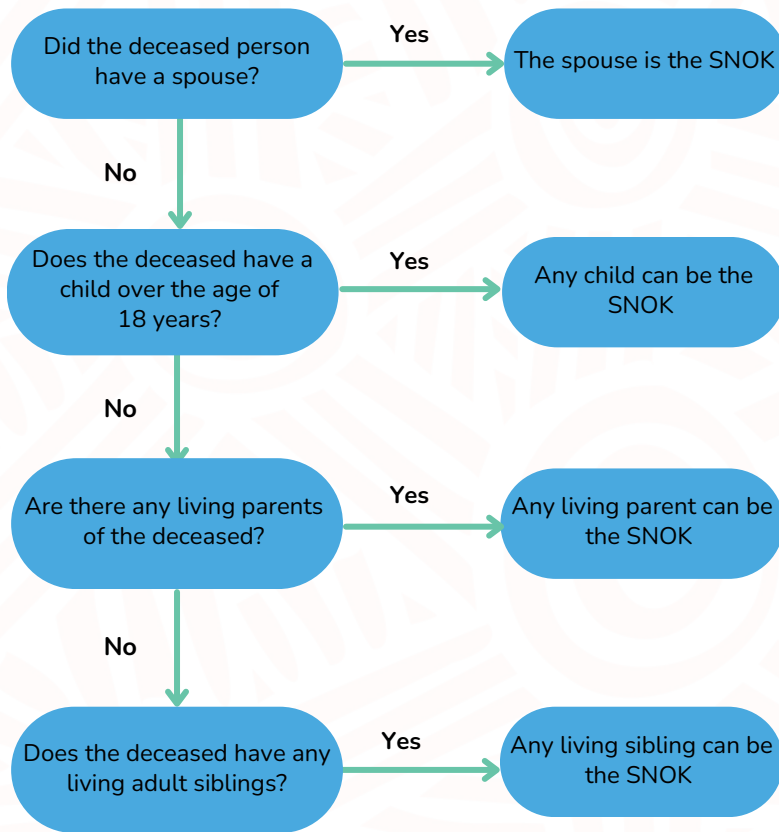 Did the deceased person
have a spouse?
Yes
The spouse is the SNOK
No
Does the deceased have a
child over the age of
18 years?
Yes
Any child can be the
SNOK
No
Are there any living parents
of the deceased?
Yes
Any living parent can be
the SNOK
No
Does the deceased have any
living adult siblings?
Yes
Any living sibling can be
the SNOK